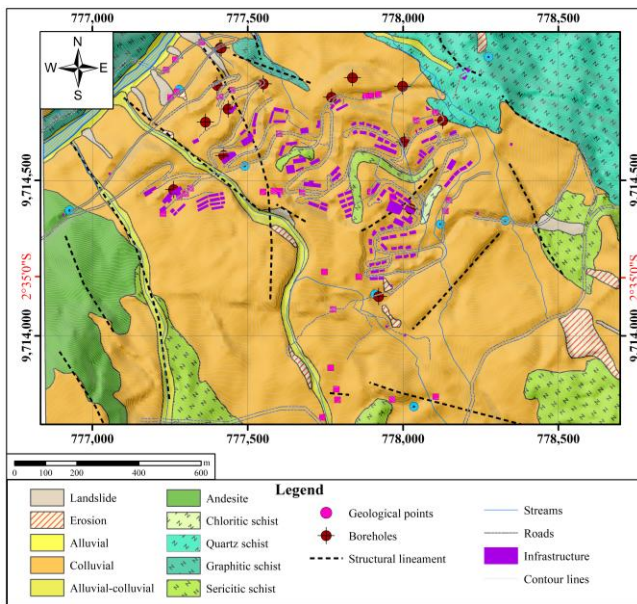 777,000 777,500 778,000 778,500
N
W E
S
9,714,500
9,714,500
2°35'0"S
2°35'0"S
9,714,000
9,714,000
777,000 777,500 778,000 778,500
0 100 200 400 600
m
Legend
Landslide
Erosion
Alluvial
Colluvial
Alluvial-colluvial
Andesite
Chloritic schist
Quartz schist
Graphitic schist
Sericitic schist
Geological points
Boreholes
Structural lineament
Streams
Roads
Infrastructure
Contour lines